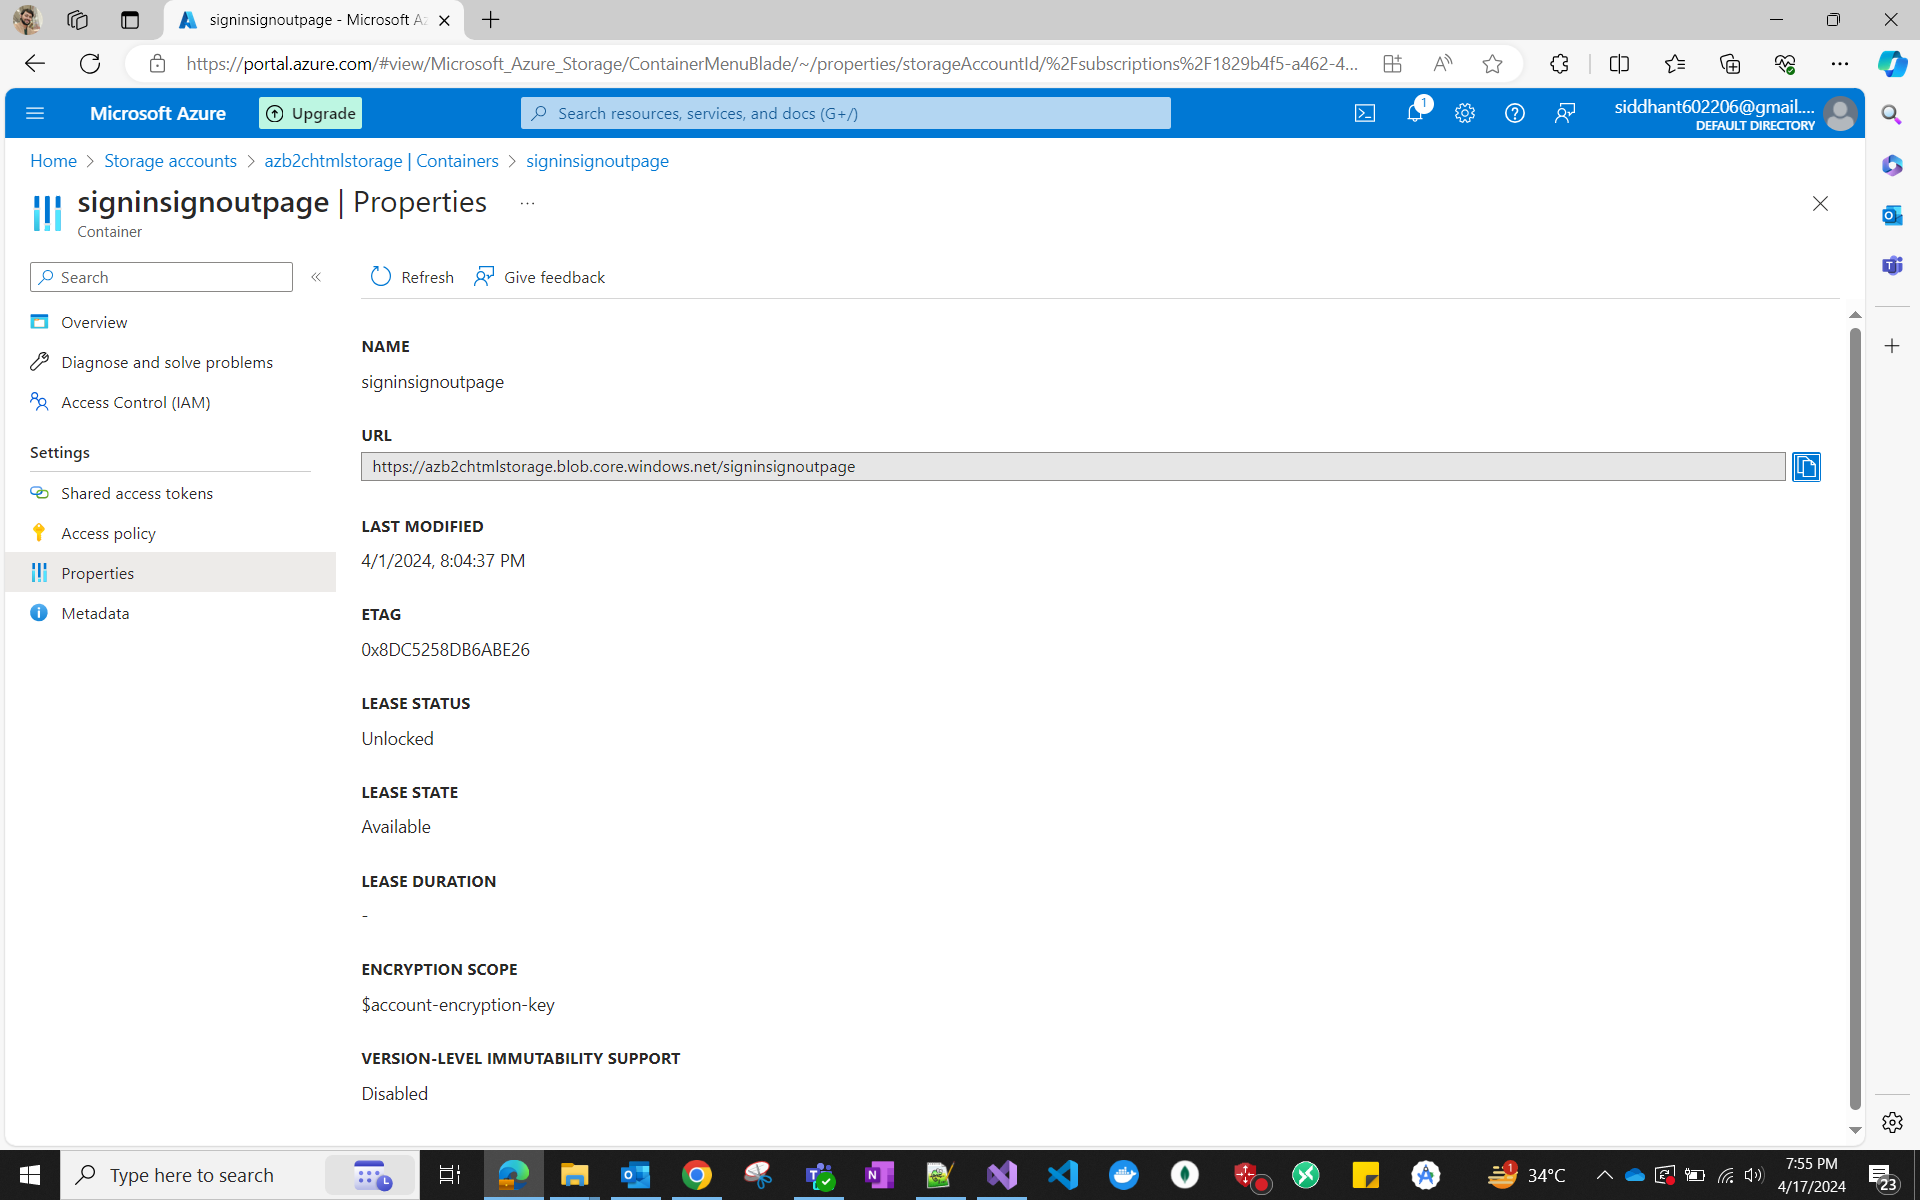 signinsignoutpage - Microsoft Az
https://portal.azure.com/#view/Microsoft_Azure_Storage/ContainerMenuBlade/~/properties/storageAccountId/%2Fsubscriptions%2F1829b4f5-a462-4...
Microsoft Azure
Upgrade
Search resources, services, and docs (G+/)
1
siddhant602206@gmail....
DEFAULT DIRECTORY
Home > Storage accounts > azb2chtmlstorage | Containers > signinsignoutpage
signinsignoutpage | Properties ...
Container
Search
«
Refresh
Give feedback
Overview
Diagnose and solve problems
Access Control (IAM)
Settings
Shared access tokens
Access policy
Properties
Metadata
NAME
signinsignoutpage
URL
https://azb2chtmlstorage.blob.core.windows.net/signinsignoutpage
LAST MODIFIED
4/1/2024, 8:04:37 PM
ETAG
0x8DC5258DB6ABE26
LEASE STATUS
Unlocked
LEASE STATE
Available
LEASE DURATION
-
ENCRYPTION SCOPE
$account-encryption-key
VERSION-LEVEL IMMUTABILITY SUPPORT
Disabled
Type here to search
1
34°C
7:55 PM
4/17/2024
23